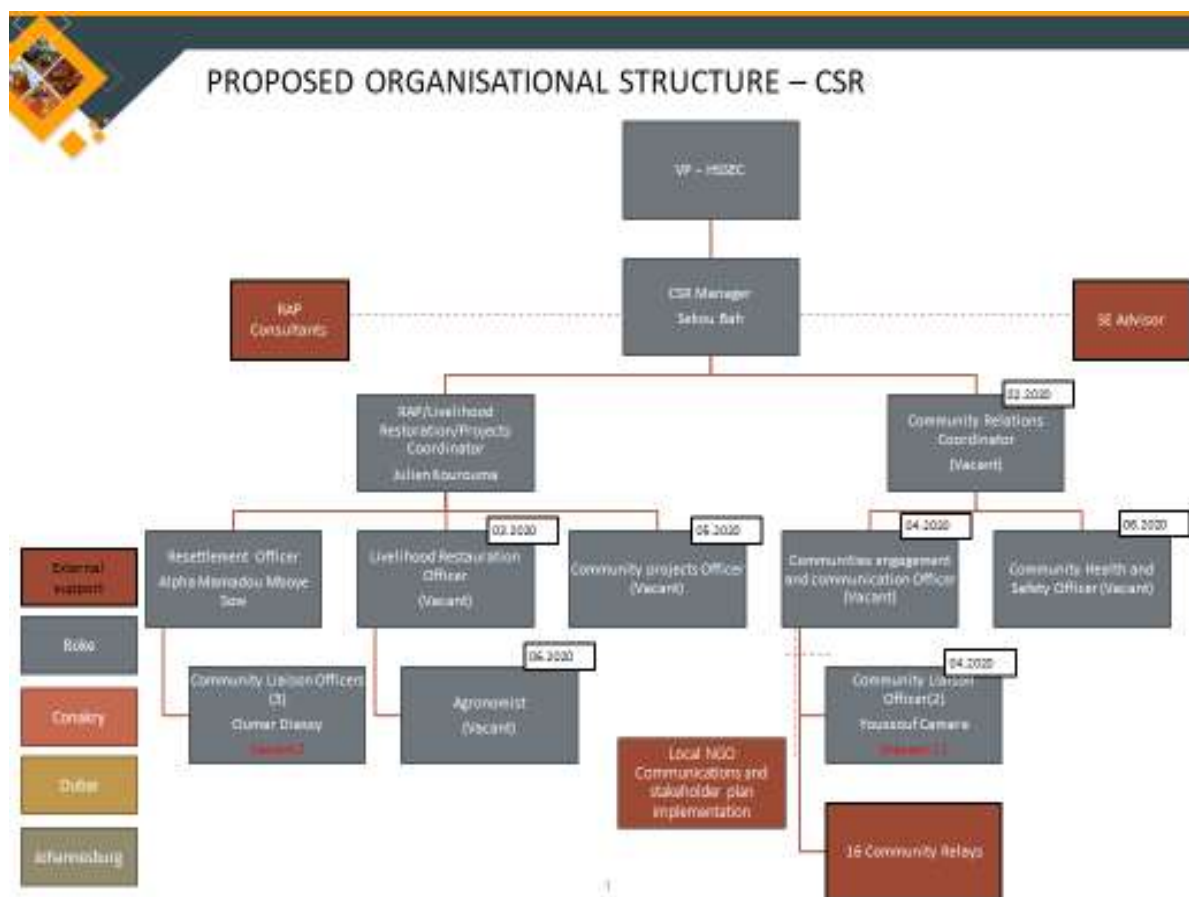 PROPOSED ORGANISATIONAL STRUCTURE – CSR
VP – HSSEC
CSR Manager
Sekou Bah
RAP
Consultants
SE Advisor
RAP/Livelihood
Restoration/Projects
Coordinator
Julien Kourouma
02.2020
Community Relations
Coordinator
(Vacant)
Resettlement Officer
Alpha Mamadou Mboye
Sow
03.2020
Livelihood Restauration
Officer
(Vacant)
05.2020
Community projects Officer
(Vacant)
04.2020
Communities engagement
and communication Officer
(Vacant)
06.2020
Community Health and
Safety Officer (Vacant)
External
support
Conakry
Dubai
Johannesburg
Community Liaison Officers
(3)
Oumar Diassy
06.2020
Agronomist
(Vacant)
04.2020
Community Liaison
Officer(2)
Youssouf Camara
Local NGO
Communications and
stakeholder plan
implementation
16 Community Relays
1